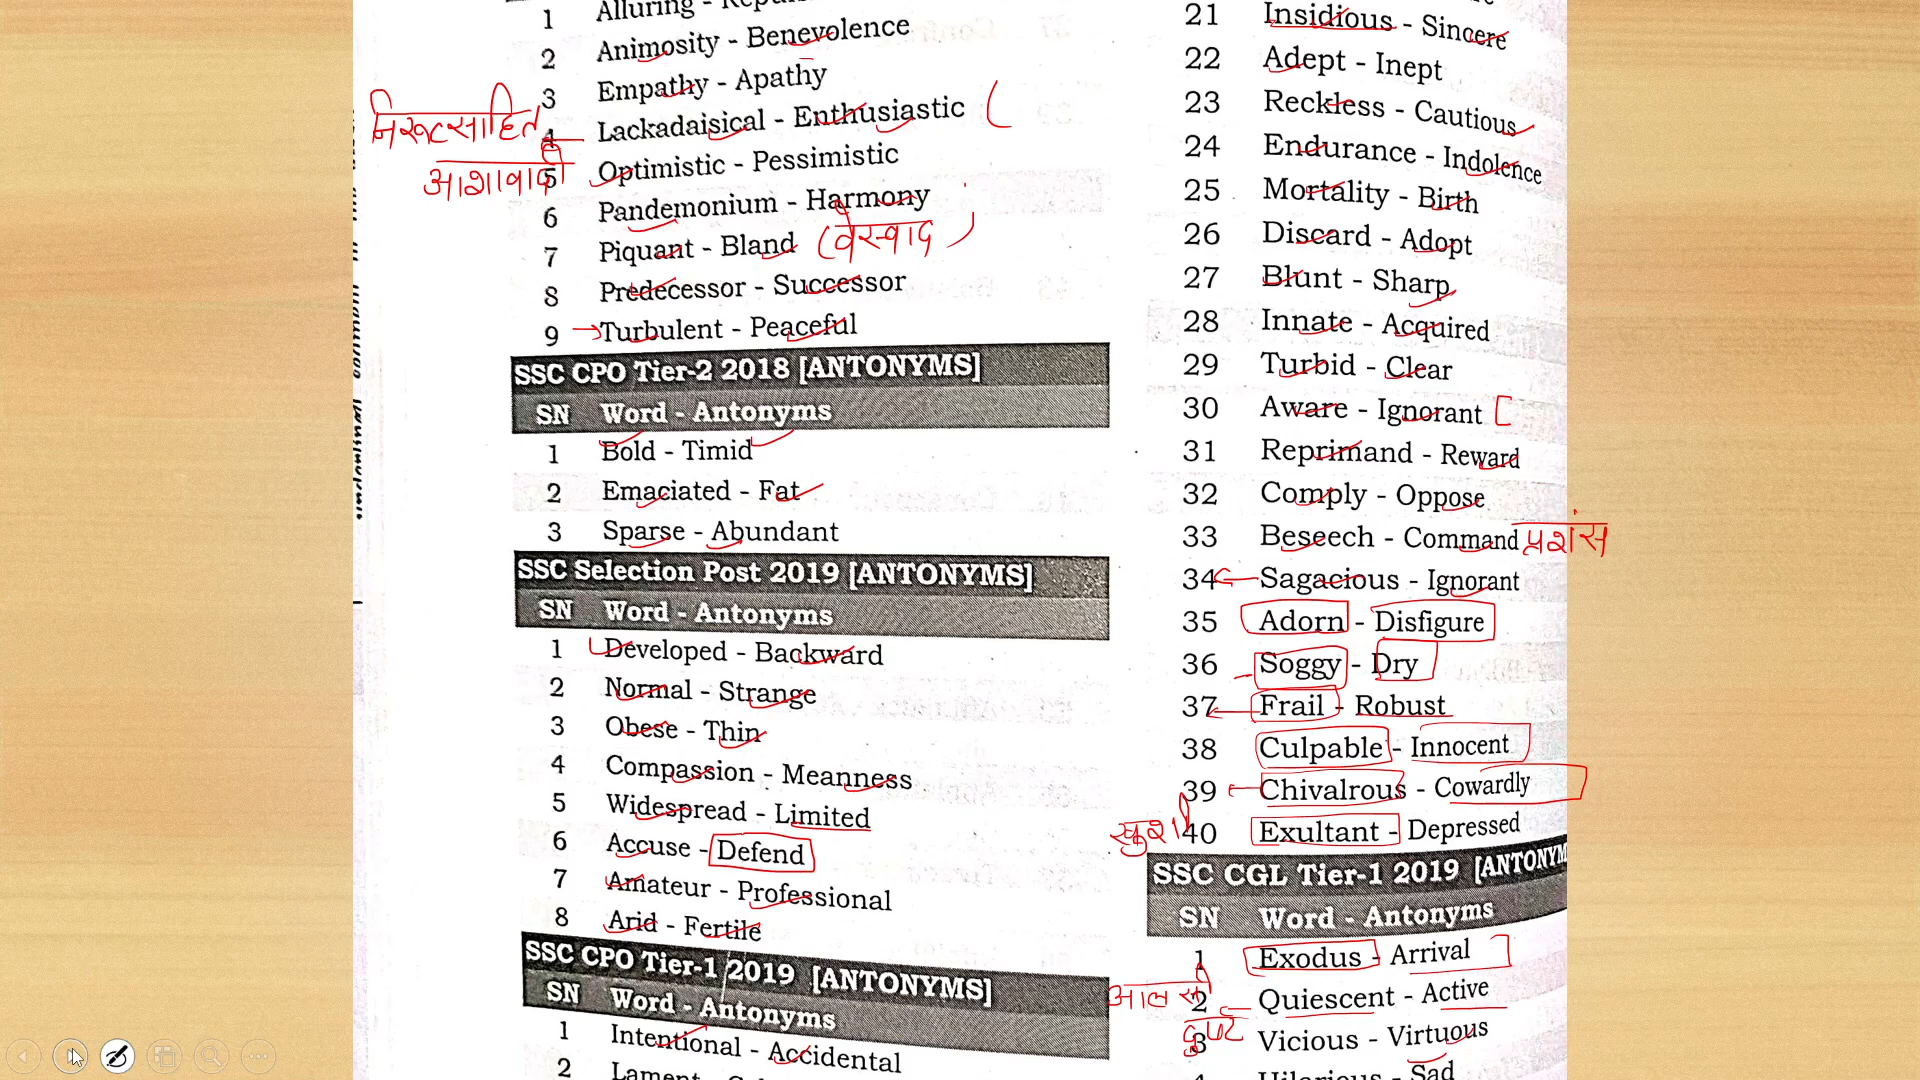 1 Alluring -
2 Animosity - Benevolence
3 Empathy - Apathy
4 Lackadaisical - Enthusiastic
निरुत्साहित
5 Optimistic - Pessimistic
आशावादी
6 Pandemonium - Harmony
7 Piquant - Bland (बेस्वाद)
8 Predecessor - Successor
9 Turbulent - Peaceful
SSC CPO Tier-2 2018 [ANTONYMS]
SN Word - Antonyms
1 Bold - Timid
2 Emaciated - Fat
3 Sparse - Abundant
SSC Selection Post 2019 [ANTONYMS]
SN Word - Antonyms
1 Developed - Backward
2 Normal - Strange
3 Obese - Thin
4 Compassion - Meanness
5 Widespread - Limited
6 Accuse - Defend
7 Amateur - Professional
8 Arid - Fertile
SSC CPO Tier-1 2019 [ANTONYMS]
SN Word - Antonyms
1 Intentional - Accidental
2 Lament -
21 Insidious - Sincere
22 Adept - Inept
23 Reckless - Cautious
24 Endurance - Indolence
25 Mortality - Birth
26 Discard - Adopt
27 Blunt - Sharp
28 Innate - Acquired
29 Turbid - Clear
30 Aware - Ignorant
31 Reprimand - Reward
32 Comply - Oppose
33 Beseech - Command प्रशंस
34 Sagacious - Ignorant
35 Adorn - Disfigure
36 Soggy - Dry
37 Frail - Robust
38 Culpable - Innocent
39 Chivalrous - Cowardly
खुशी
40 Exultant - Depressed
SSC CGL Tier-1 2019 [ANTONYM
SN Word - Antonyms
1 Exodus - Arrival
आलसी
2 Quiescent - Active
3 Vicious - Virtuous
Hilarious - Sad